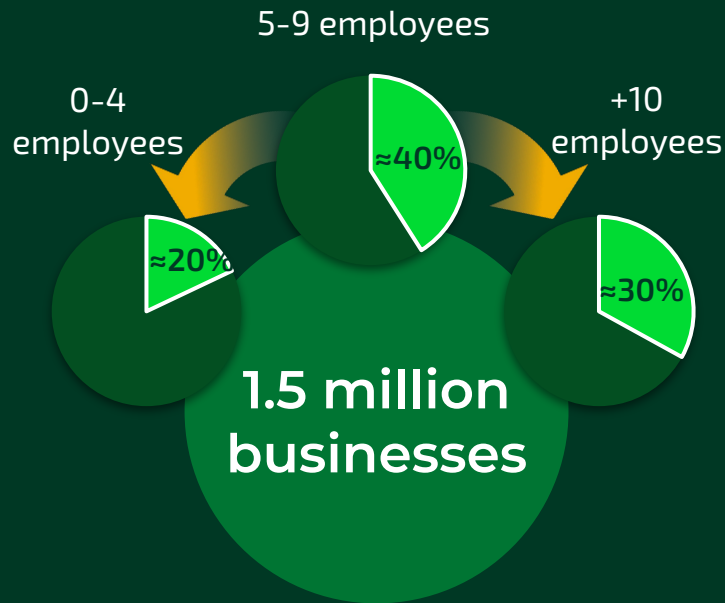 5-9 employees
0-4
employees
+10
employees
≈40%
≈20%
≈30%
1.5 million
businesses